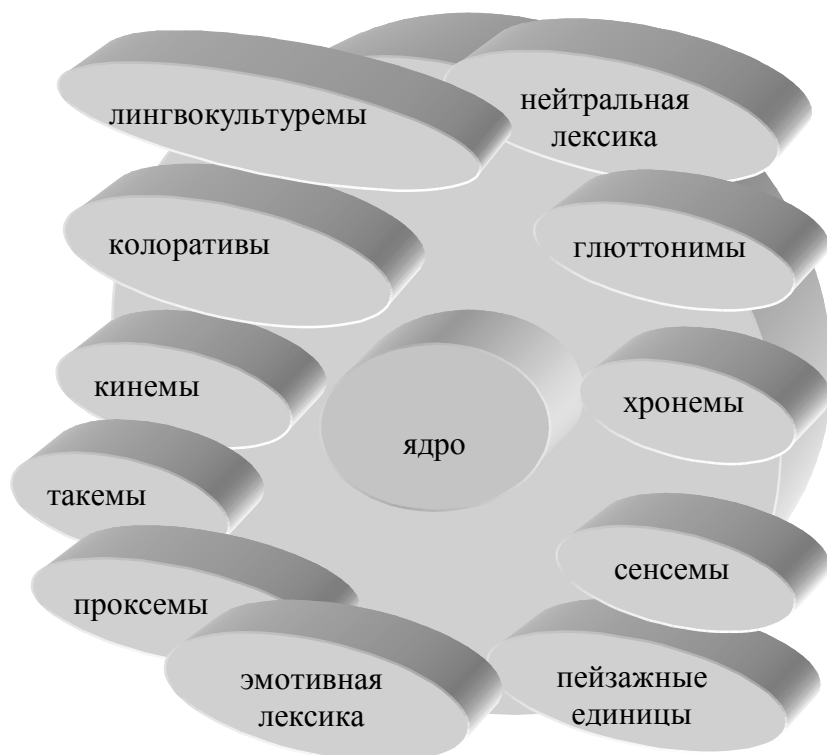 лингвокультуремы
нейтральная
лексика
колоративы
глюттонимы
кинемы
хронемы
ядро
такемы
сенсемы
проксемы
эмотивная
лексика
пейзажные
единицы